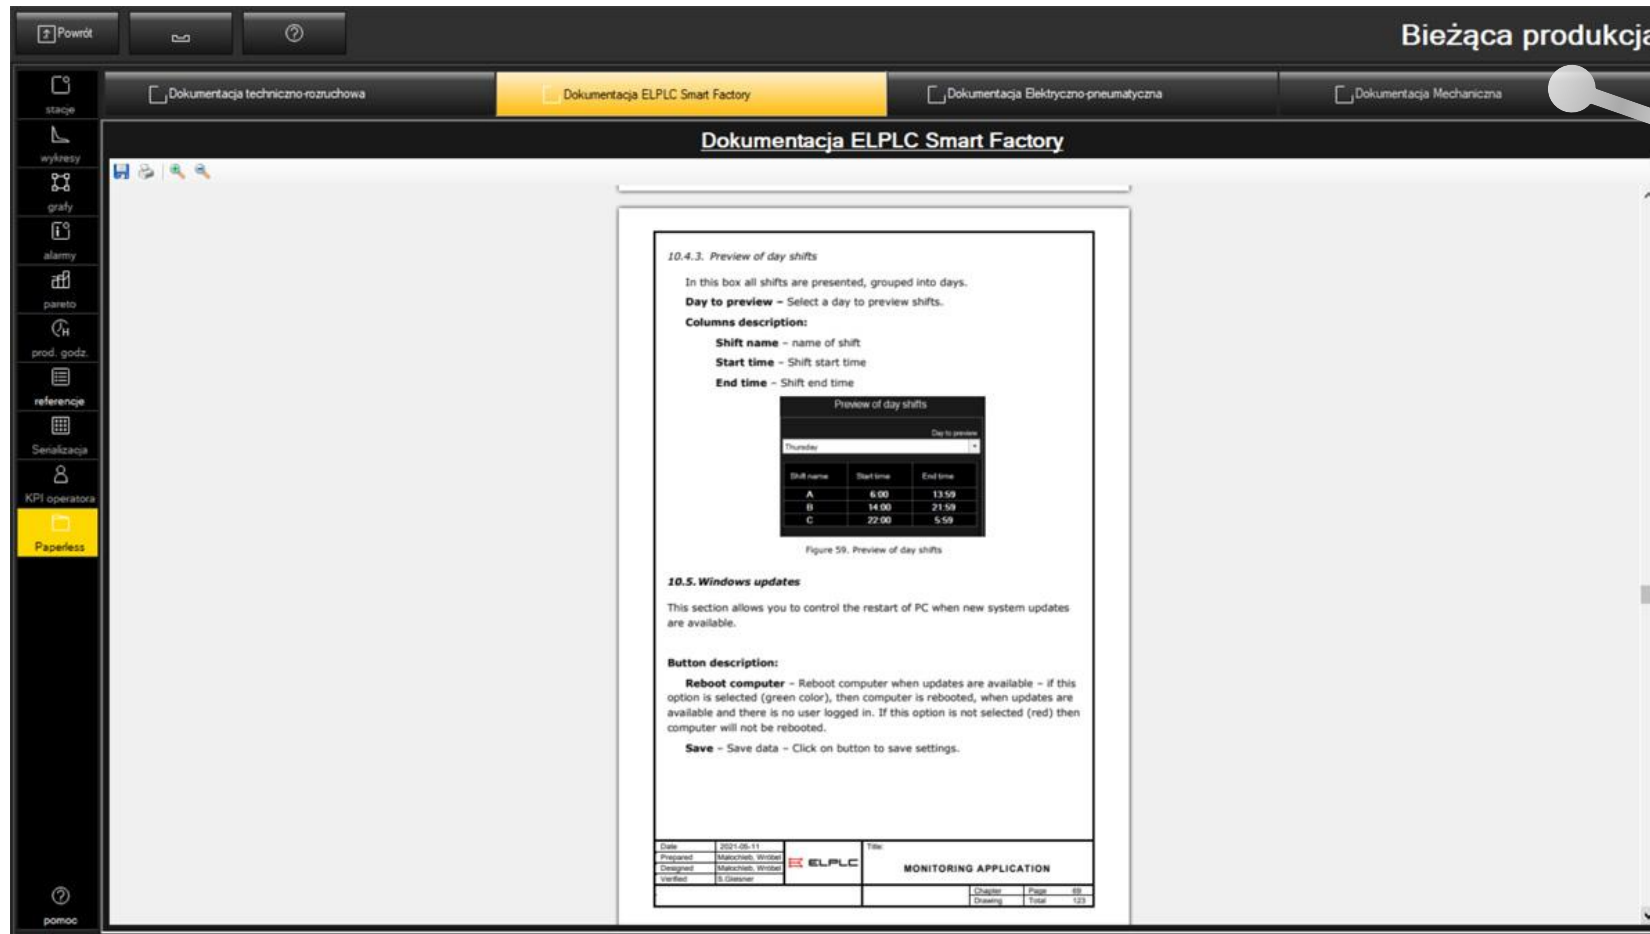 Powrót
Bieżąca produkcja
stacje
wykresy
grafy
alarmy
pareto
prod. godz.
referencje
Serializacja
KPI operatora
Paperless
pomoc
Dokumentacja techniczno-rozruchowa
Dokumentacja ELPLC Smart Factory
Dokumentacja Elektryczno-pneumatyczna
Dokumentacja Mechaniczna
Dokumentacja ELPLC Smart Factory
10.4.3. Preview of day shifts
In this box all shifts are presented, grouped into days.
Day to preview – Select a day to preview shifts.
Columns description:
Shift name – name of shift
Start time – Shift start time
End time – Shift end time
Preview of day shifts
Day to preview
Thursday
Shift name Start time End time
A 6:00 13:59
B 14:00 21:59
C 22:00 5:59
Figure 59. Preview of day shifts
10.5. Windows updates
This section allows you to control the restart of PC when new system updates
are available.
Button description:
Reboot computer – Reboot computer when updates are available – if this
option is selected (green color), then computer is rebooted, when updates are
available and there is no user logged in. If this option is not selected (red) then
computer will not be rebooted.
Save – Save data – Click on button to save settings.
Date 2021-05-11
Prepared Małochleb, Wróbel
Designed Małochleb, Wróbel
Verified
ELPLC
Title:
MONITORING APPLICATION
Chapter Page 69
Drawing Total 123